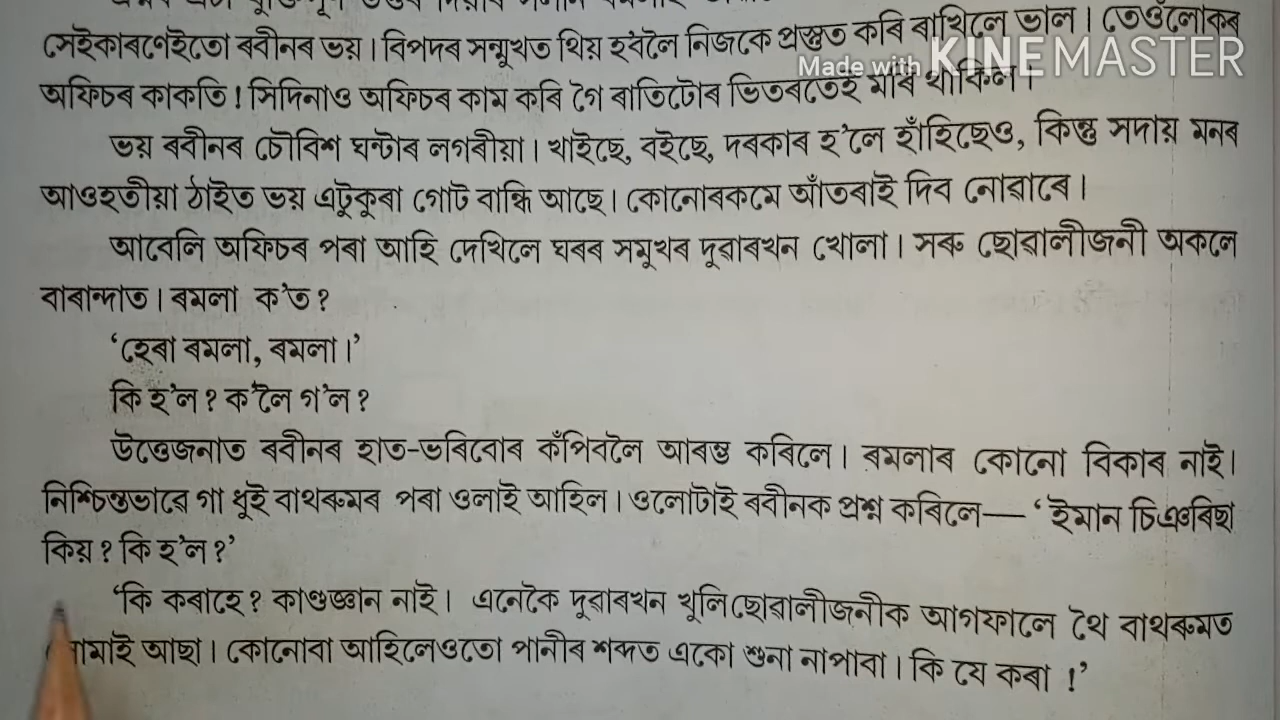 সেইকাৰণেইতো ৰবীনৰ ভয়। বিপদৰ সন্মুখত থিয় হ'বলৈ নিজকে প্ৰস্তুত কৰি ৰাখিলে ভাল। তেওঁলোকৰ
Made with KINEMASTER
অফিচৰ কাকতি! সিদিনাও অফিচৰ কাম কৰি গৈ ৰাতিটোৰ ভিতৰতেই মৰি থাকিল।
ভয় ৰবীনৰ চৌবিশ ঘন্টাৰ লগৰীয়া। খাইছে, বইছে, দৰকাৰ হ'লে হাঁহিছেও, কিন্তু সদায় মনৰ
আওহতীয়া ঠাইত ভয় এটুকুৰা গোট বান্ধি আছে। কোনোৰকমে আঁতৰাই দিব নোৱাৰে।
আবেলি অফিচৰ পৰা আহি দেখিলে ঘৰৰ সমুখৰ দুৱাৰখন খোলা। সৰু ছোৱালীজনী অকলে
বাৰান্দাত। ৰমলা ক'ত?
‘হেৰা ৰমলা, ৰমলা।’
কি হ'ল? ক'লৈ গ'ল?
উত্তেজনাত ৰবীনৰ হাত-ভৰিবোৰ কঁপিবলৈ আৰম্ভ কৰিলে। ৰমলাৰ কোনো বিকাৰ নাই।
নিশ্চিন্তভাৱে গা ধুই বাথৰুমৰ পৰা ওলাই আহিল। ওলোটাই ৰবীনক প্ৰশ্ন কৰিলে— ‘ইমান চিঞৰিছা
কিয়? কি হ'ল?’
‘কি কৰাহে? কাণ্ডজ্ঞান নাই। এনেকৈ দুৱাৰখন খুলি ছোৱালীজনীক আগফালে থৈ বাথৰুমত
আছা। কোনোবা আহিলেওতো পানীৰ শব্দত একো শুনা নাপাবা। কি যে কৰা !’